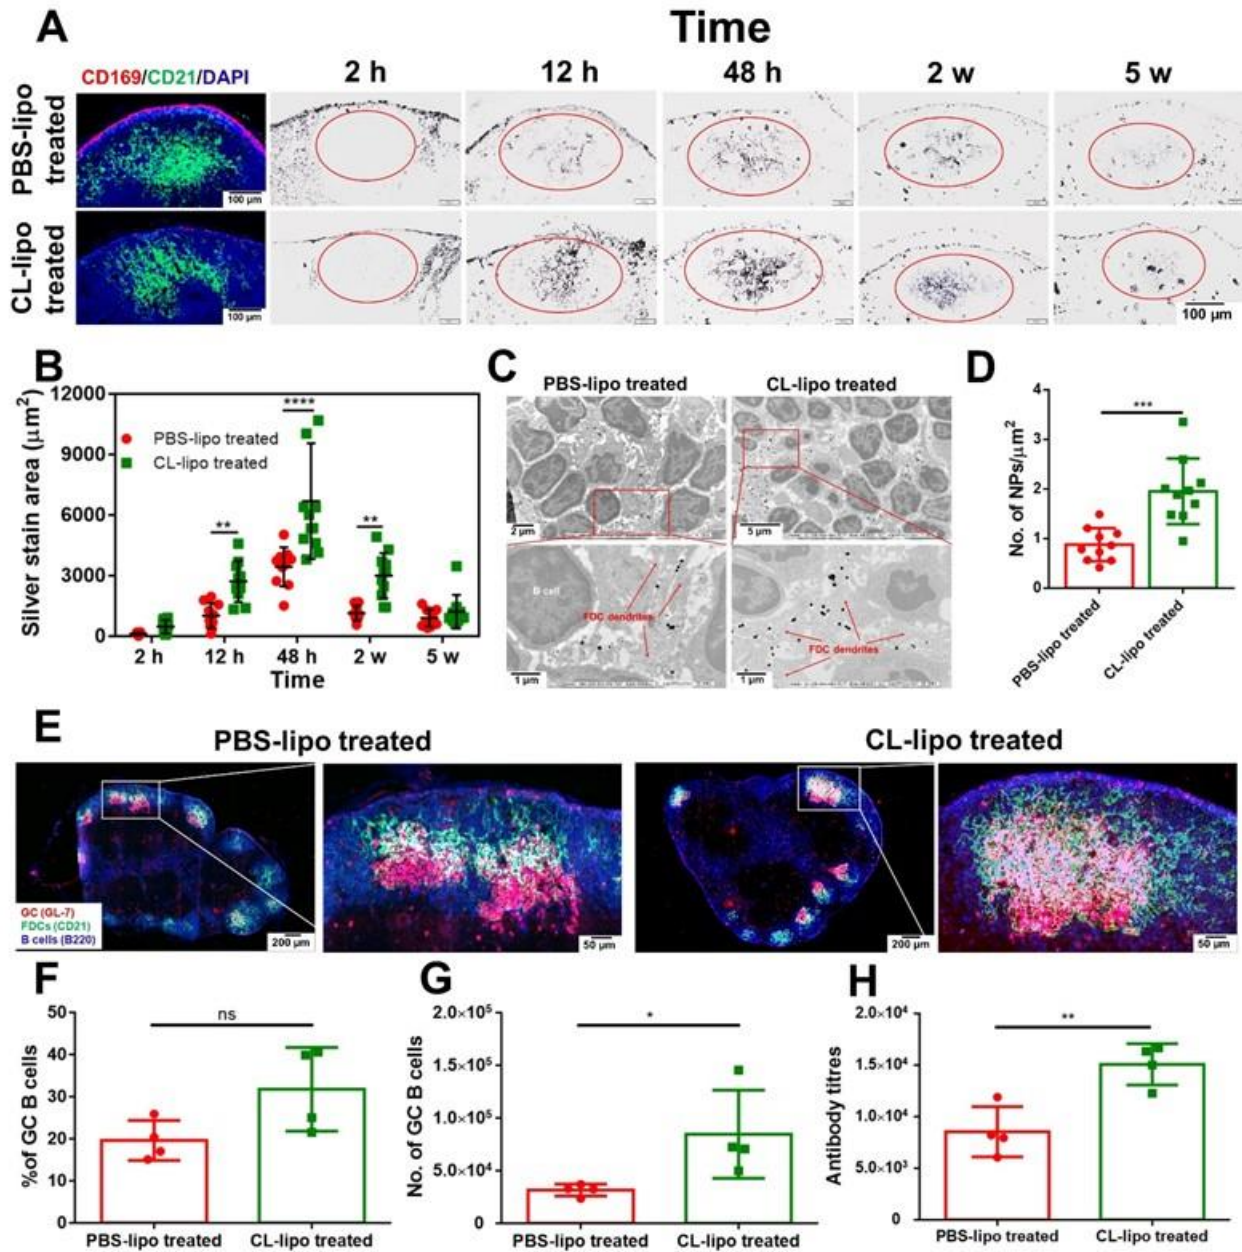 A
Time
CD169/CD21/DAPI
2 h
12 h
48 h
2 w
5 w
PBS-lipo
treated
100 µm
CL-lipo
treated
100 µm
100 µm
B
Silver stain area (µm²)
12000
9000
6000
3000
0
PBS-lipo treated
CL-lipo treated
**
****
**
2 h
12 h
48 h
2 w
5 w
Time
C
PBS-lipo treated
CL-lipo treated
2 µm
5 µm
B cell
FDC dendrites
FDC dendrites
1 µm
1 µm
D
No. of NPs/µm²
4
3
2
1
0
***
PBS-lipo treated
CL-lipo treated
E
PBS-lipo treated
CL-lipo treated
GC (GL-7)
FDCs (CD21)
B cells (B220)
200 µm
50 µm
200 µm
50 µm
F
%of GC B cells
50
40
30
20
10
0
ns
PBS-lipo treated
CL-lipo treated
G
No. of GC B cells
2.0×10⁵
1.5×10⁵
1.0×10⁵
5.0×10⁴
0
*
PBS-lipo treated
CL-lipo treated
H
Antibody titres
2.0×10⁴
1.5×10⁴
1.0×10⁴
5.0×10³
0
**
PBS-lipo treated
CL-lipo treated